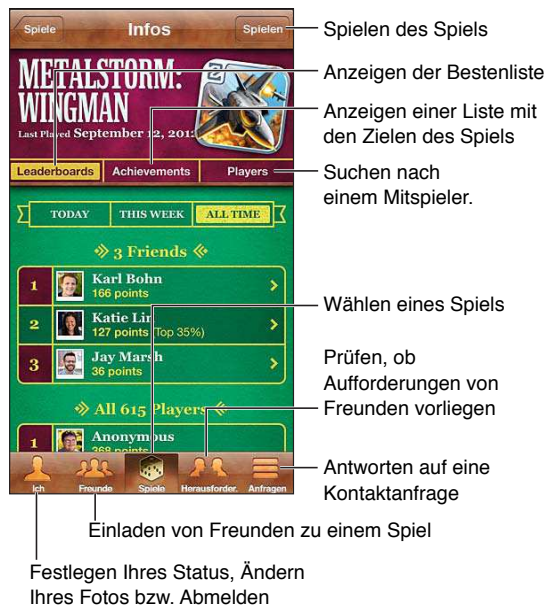 Spiele
Infos
Spielen
METALSTORM:
WINGMAN
Last Played September 12, 2012
Leaderboards
Achievements
Players
TODAY
THIS WEEK
ALL TIME
3 Friends
1
Karl Bohn
166 points
2
Katie Lin
127 points (Top 35%)
3
Jay Marsh
36 points
All 615 Players
1
Anonymous
368 points
Ich
Freunde
Spiele
Herausforder.
Anfragen
Spielen des Spiels
Anzeigen der Bestenliste
Anzeigen einer Liste mit
den Zielen des Spiels
Suchen nach
einem Mitspieler.
Wählen eines Spiels
Prüfen, ob
Aufforderungen von
Freunden vorliegen
Antworten auf eine
Kontaktanfrage
Einladen von Freunden zu einem Spiel
Festlegen Ihres Status, Ändern
Ihres Fotos bzw. Abmelden